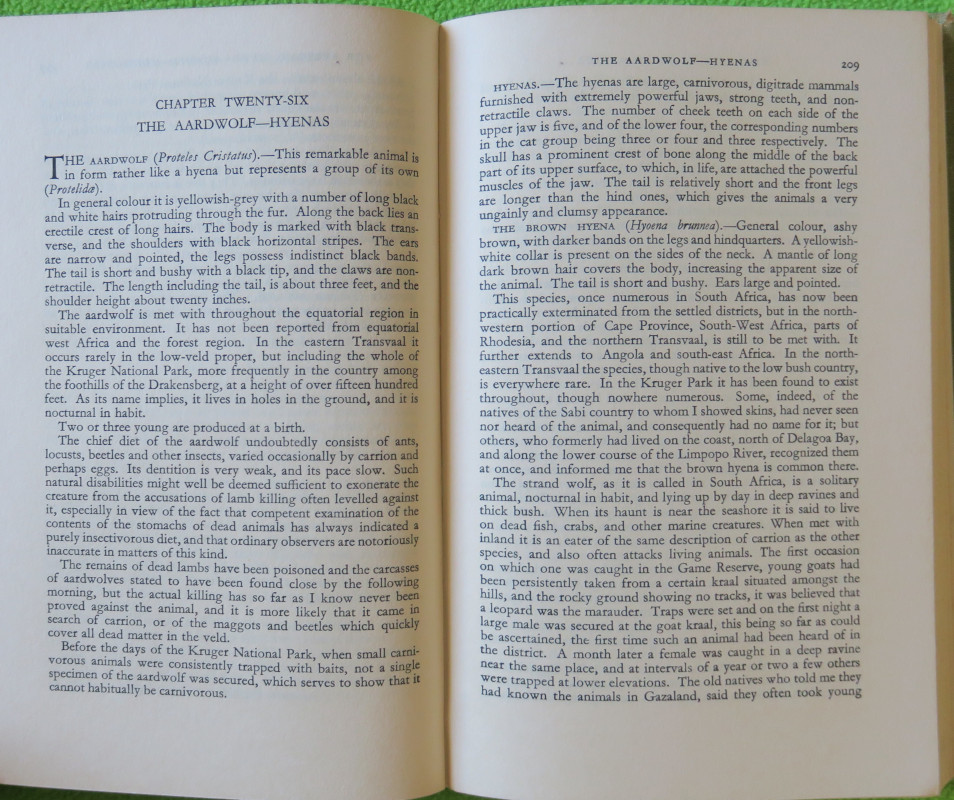 CHAPTER TWENTY-SIX
THE AARDWOLF—HYENAS
THE AARDWOLF (Proteles Cristatus).—This remarkable animal is
in form rather like a hyena but represents a group of its own
(Protelidæ).
In general colour it is yellowish-grey with a number of long black
and white hairs protruding through the fur. Along the back lies an
erectile crest of long hairs. The body is marked with black trans-
verse, and the shoulders with black horizontal stripes. The ears
are narrow and pointed, the legs possess indistinct black bands.
The tail is short and bushy with a black tip, and the claws are non-
retractile. The length including the tail, is about three feet, and the
shoulder height about twenty inches.
The aardwolf is met with throughout the equatorial region in
suitable environment. It has not been reported from equatorial
west Africa and the forest region. In the eastern Transvaal it
occurs rarely in the low-veld proper, but including the whole of
the Kruger National Park, more frequently in the country among
the foothills of the Drakensberg, at a height of over fifteen hundred
feet. As its name implies, it lives in holes in the ground, and it is
nocturnal in habit.
Two or three young are produced at a birth.
The chief diet of the aardwolf undoubtedly consists of ants,
locusts, beetles and other insects, varied occasionally by carrion and
perhaps eggs. Its dentition is very weak, and its pace slow. Such
natural disabilities might well be deemed sufficient to exonerate the
creature from the accusations of lamb killing often levelled against
it, especially in view of the fact that competent examination of the
contents of the stomachs of dead animals has always indicated a
purely insectivorous diet, and that ordinary observers are notoriously
inaccurate in matters of this kind.
The remains of dead lambs have been poisoned and the carcasses
of aardwolves stated to have been found close by the following
morning, but the actual killing has so far as I know never been
proved against the animal, and it is more likely that it came in
search of carrion, or of the maggots and beetles which quickly
cover all dead matter in the veld.
Before the days of the Kruger National Park, when small carni-
vorous animals were consistently trapped with baits, not a single
specimen of the aardwolf was secured, which serves to show that it
cannot habitually be carnivorous.
THE AARDWOLF—HYENAS 209
HYENAS.—The hyenas are large, carnivorous, digitrade mammals
furnished with extremely powerful jaws, strong teeth, and non-
retractile claws. The number of cheek teeth on each side of the
upper jaw is five, and of the lower four, the corresponding numbers
in the cat group being three or four and three respectively. The
skull has a prominent crest of bone along the middle of the back
part of its upper surface, to which, in life, are attached the powerful
muscles of the jaw. The tail is relatively short and the front legs
are longer than the hind ones, which gives the animals a very
ungainly and clumsy appearance.
THE BROWN HYENA (Hyoena brunnea).—General colour, ashy
brown, with darker bands on the legs and hindquarters. A yellowish-
white collar is present on the sides of the neck. A mantle of long
dark brown hair covers the body, increasing the apparent size of
the animal. The tail is short and bushy. Ears large and pointed.
This species, once numerous in South Africa, has now been
practically exterminated from the settled districts, but in the north-
western portion of Cape Province, South-West Africa, parts of
Rhodesia, and the northern Transvaal, is still to be met with. It
further extends to Angola and south-east Africa. In the north-
eastern Transvaal the species, though native to the low bush country,
is everywhere rare. In the Kruger Park it has been found to exist
throughout, though nowhere numerous. Some, indeed, of the
natives of the Sabi country to whom I showed skins, had never seen
nor heard of the animal, and consequently had no name for it; but
others, who formerly had lived on the coast, north of Delagoa Bay,
and along the lower course of the Limpopo River, recognized them
at once, and informed me that the brown hyena is common there.
The strand wolf, as it is called in South Africa, is a solitary
animal, nocturnal in habit, and lying up by day in deep ravines and
thick bush. When its haunt is near the seashore it is said to live
on dead fish, crabs, and other marine creatures. When met with
inland it is an eater of the same description of carrion as the other
species, and also often attacks living animals. The first occasion
on which one was caught in the Game Reserve, young goats had
been persistently taken from a certain kraal situated amongst the
hills, and the rocky ground showing no tracks, it was believed that
a leopard was the marauder. Traps were set and on the first night a
large male was secured at the goat kraal, this being so far as could
be ascertained, the first time such an animal had been heard of in
the district. A month later a female was caught in a deep ravine
near the same place, and at intervals of a year or two a few others
were trapped at lower elevations. The old natives who told me they
had known the animals in Gazaland, said they often took young